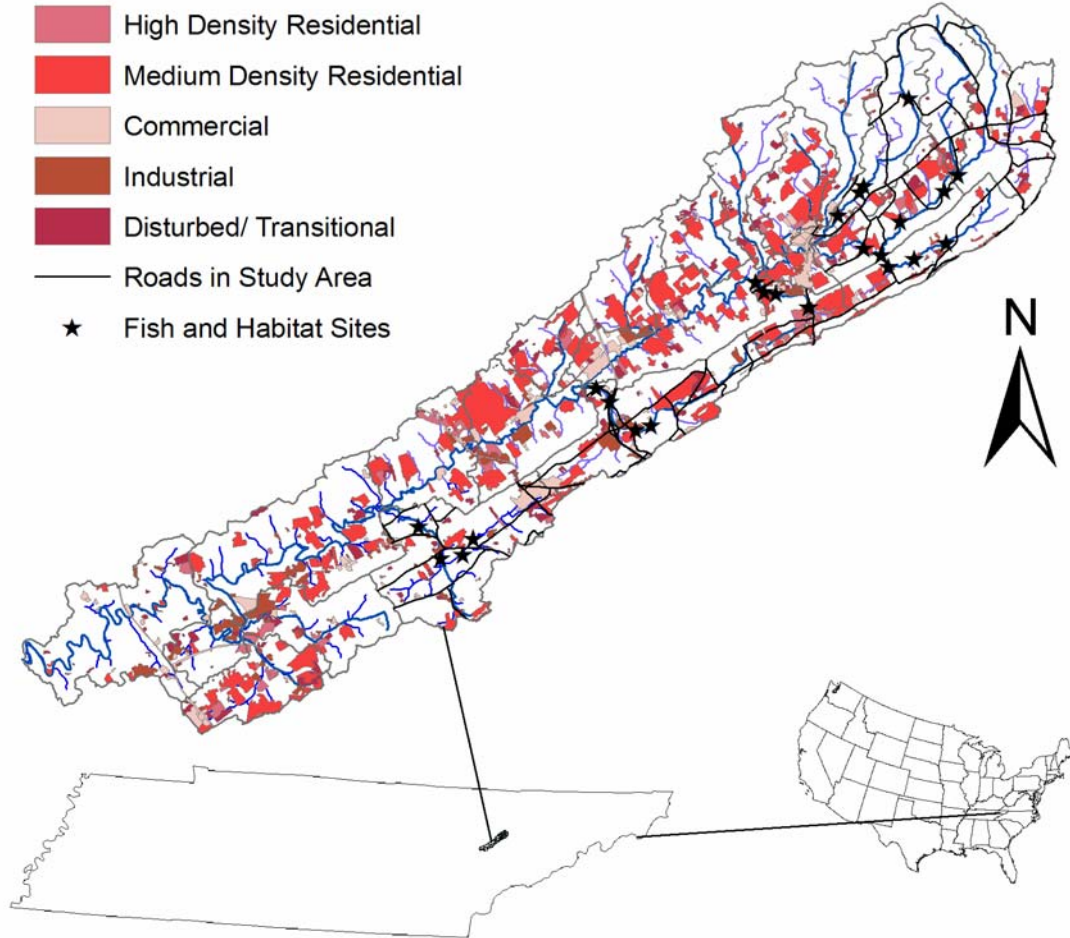 High Density Residential
Medium Density Residential
Commercial
Industrial
Disturbed/ Transitional
Roads in Study Area
Fish and Habitat Sites
N